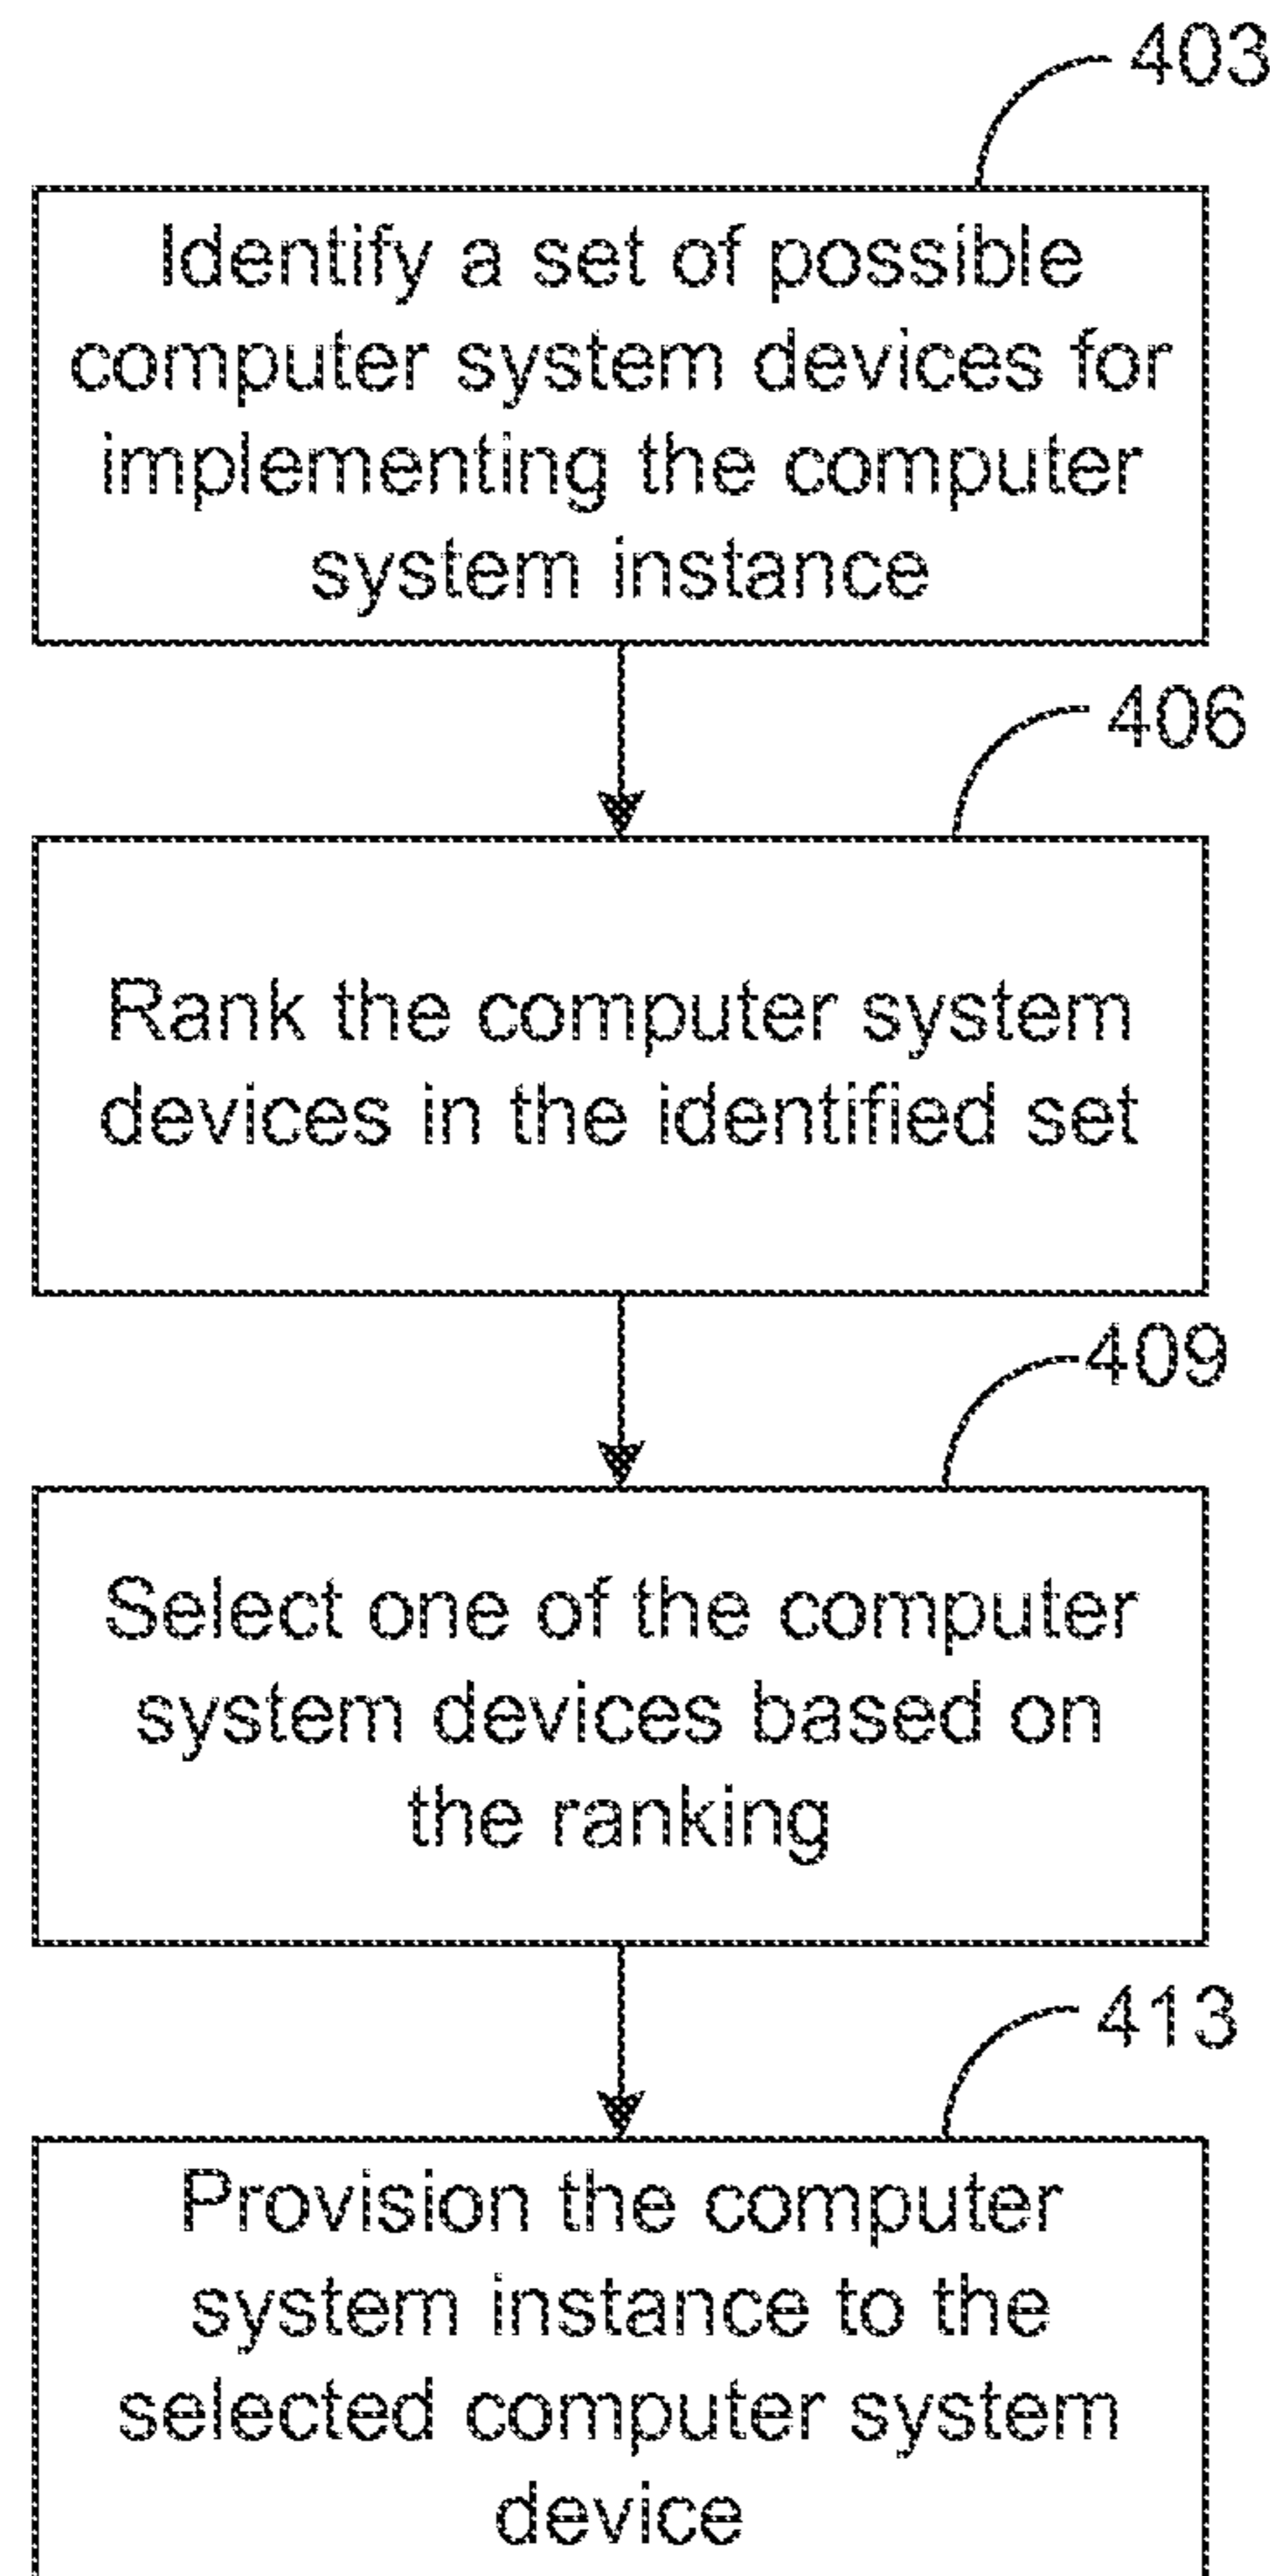 403
Identify a set of possible
computer system devices for
implementing the computer
system instance
406
Rank the computer system
devices in the identified set
409
Select one of the computer
system devices based on
the ranking
413
Provision the computer
system instance to the
selected computer system
device